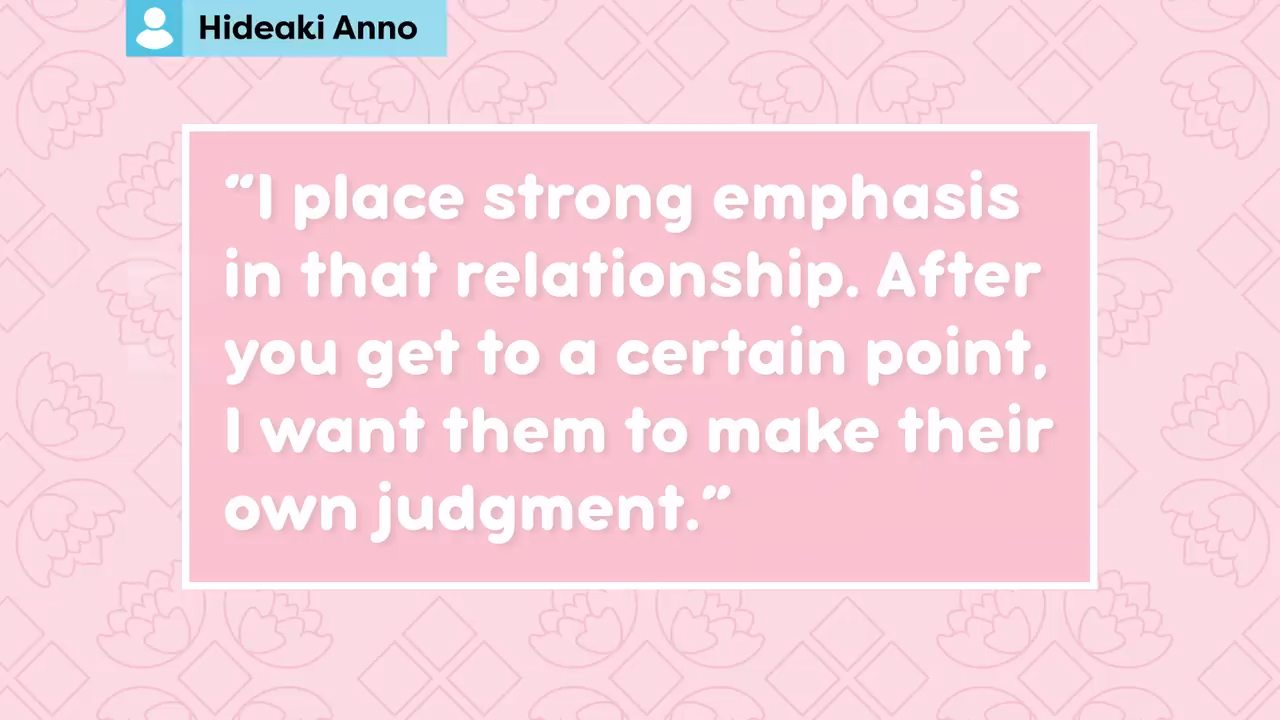 Hideaki Anno
“I place strong emphasis
in that relationship. After
you get to a certain point,
I want them to make their
own judgment.”